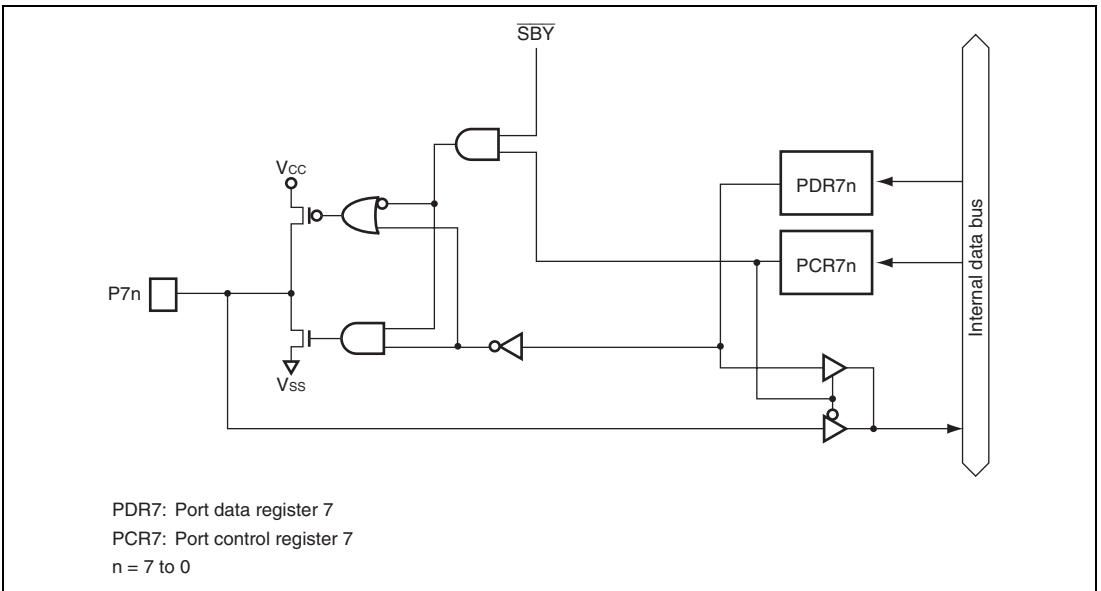 SBY
VCC
PDR7n
PCR7n
Internal data bus
P7n
VSS
PDR7: Port data register 7
PCR7: Port control register 7
n = 7 to 0